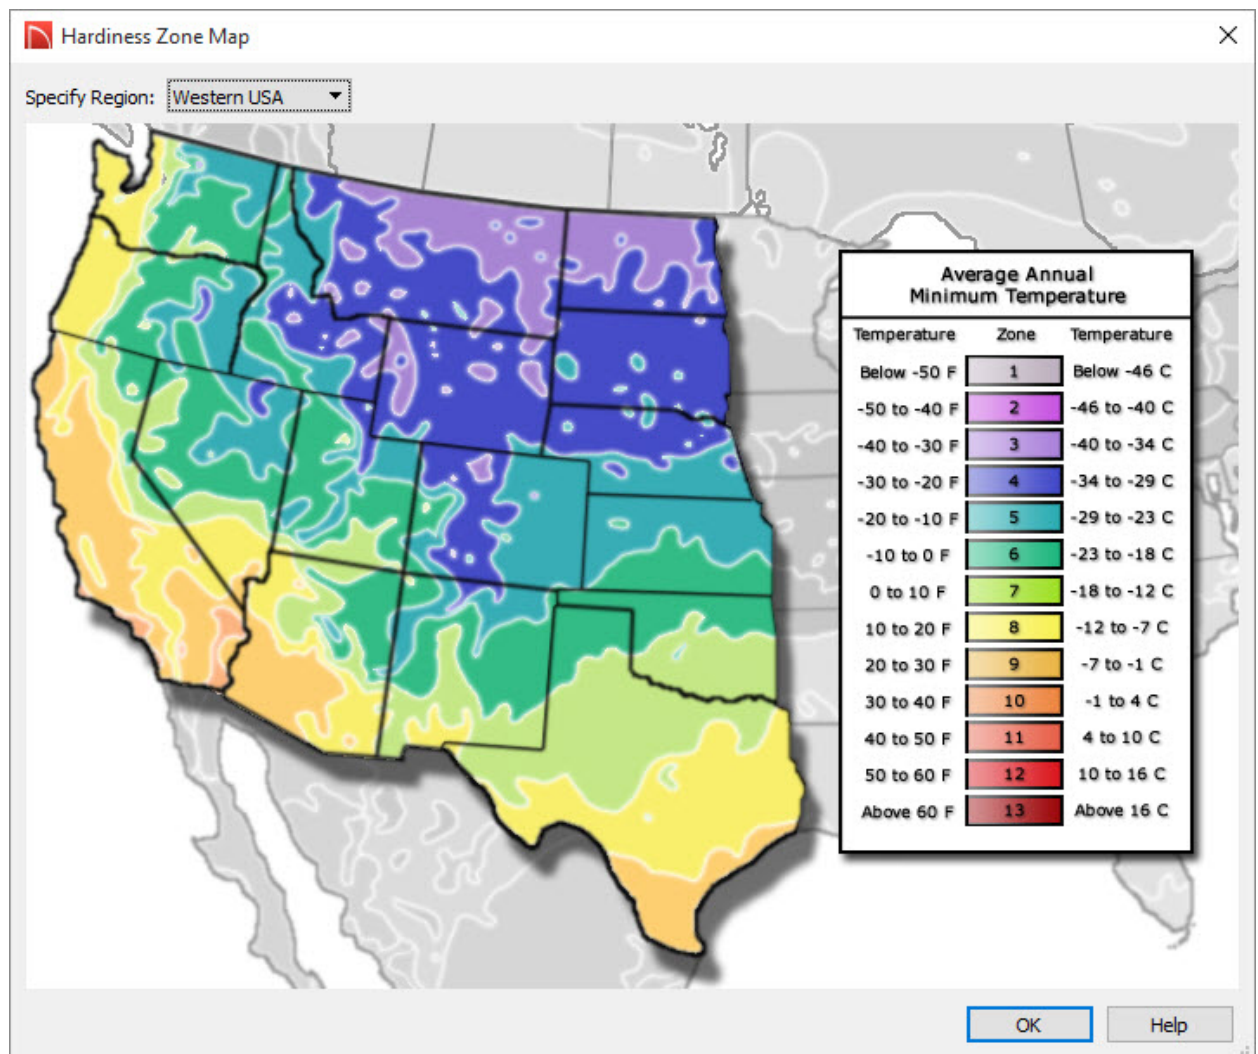 Hardiness Zone Map
Specify Region: Western USA
Average Annual
Minimum Temperature
Temperature Zone Temperature
Below -50 F 1 Below -46 C
-50 to -40 F 2 -46 to -40 C
-40 to -30 F 3 -40 to -34 C
-30 to -20 F 4 -34 to -29 C
-20 to -10 F 5 -29 to -23 C
-10 to 0 F 6 -23 to -18 C
0 to 10 F 7 -18 to -12 C
10 to 20 F 8 -12 to -7 C
20 to 30 F 9 -7 to -1 C
30 to 40 F 10 -1 to 4 C
40 to 50 F 11 4 to 10 C
50 to 60 F 12 10 to 16 C
Above 60 F 13 Above 16 C
OK Help